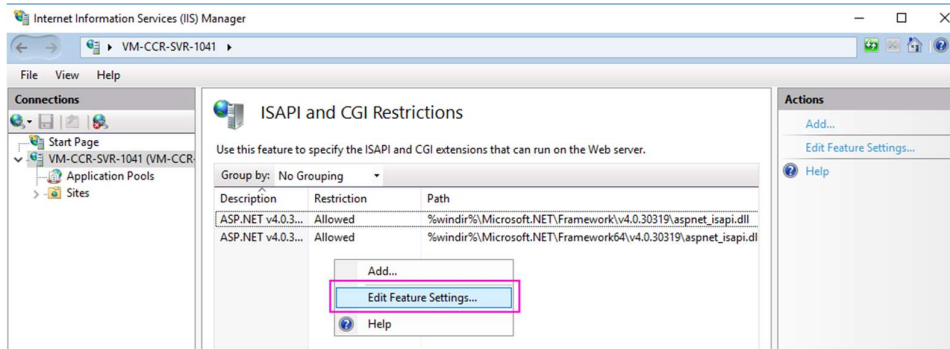 Internet Information Services (IIS) Manager
VM-CCR-SVR-1041
File View Help
Connections
Start Page
VM-CCR-SVR-1041 (VM-CCR-
Application Pools
Sites
ISAPI and CGI Restrictions
Use this feature to specify the ISAPI and CGI extensions that can run on the Web server.
Group by: No Grouping
Description Restriction Path
ASP.NET v4.0.3... Allowed %windir%\Microsoft.NET\Framework\v4.0.30319\aspnet_isapi.dll
ASP.NET v4.0.3... Allowed %windir%\Microsoft.NET\Framework64\v4.0.30319\aspnet_isapi.dl
Add...
Edit Feature Settings...
Help
Actions
Add...
Edit Feature Settings...
Help